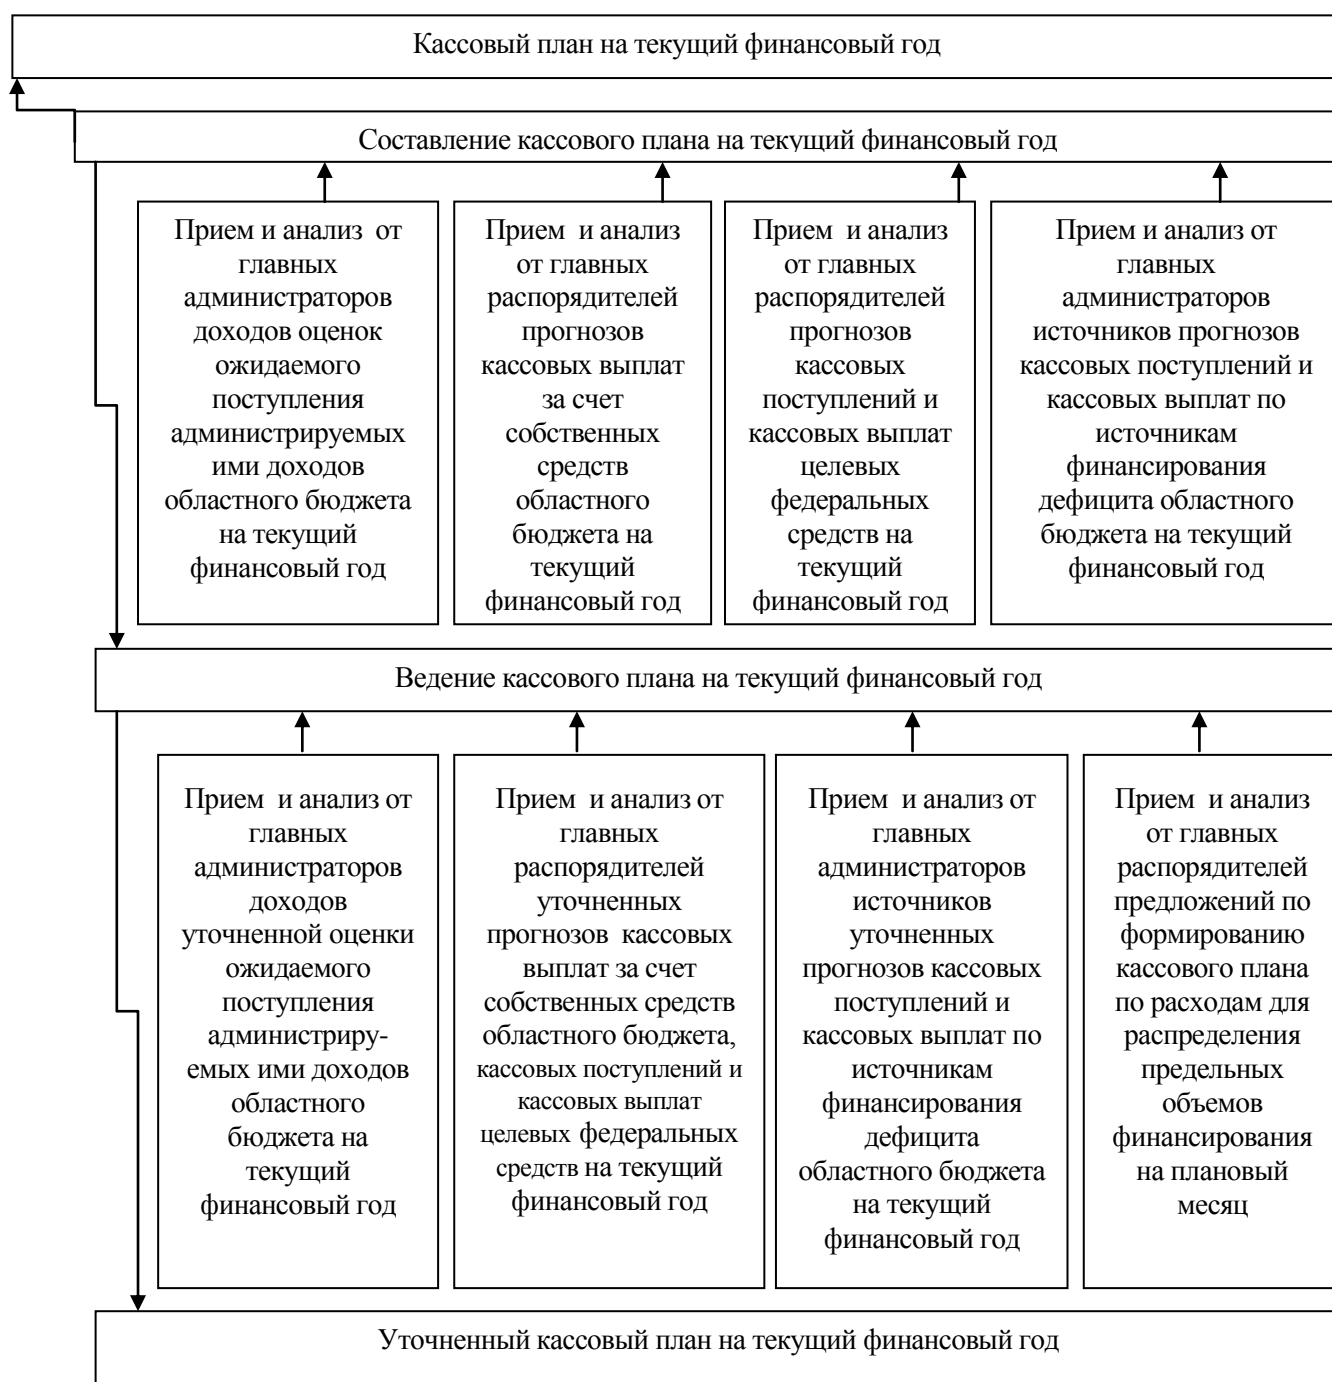 Кассовый план на текущий финансовый год
Составление кассового плана на текущий финансовый год
Прием и анализ от
главных
администраторов
доходов оценок
ожидаемого
поступления
администрируемых
ими доходов
областного бюджета
на текущий
финансовый год
Прием и анализ
от главных
распорядителей
прогнозов
кассовых выплат
за счет
собственных
средств
областного
бюджета на
текущий
финансовый год
Прием и анализ
от главных
распорядителей
прогнозов
кассовых
поступлений и
кассовых выплат
целевых
федеральных
средств на
текущий
финансовый год
Прием и анализ от
главных
администраторов
источников прогнозов
кассовых поступлений и
кассовых выплат по
источникам
финансирования
дефицита областного
бюджета на текущий
финансовый год
Ведение кассового плана на текущий финансовый год
Прием и анализ от
главных
администраторов
доходов
уточненной оценки
ожидаемого
поступления
администриру-
емых ими доходов
областного
бюджета на
текущий
финансовый год
Прием и анализ от
главных
распорядителей
уточненных
прогнозов кассовых
выплат за счет
собственных средств
областного бюджета,
кассовых поступлений и
кассовых выплат
целевых федеральных
средств на текущий
финансовый год
Прием и анализ от
главных
администраторов
источников
уточненных
прогнозов кассовых
поступлений и
кассовых выплат по
источникам
финансирования
дефицита
областного бюджета
на текущий
финансовый год
Прием и анализ
от главных
распорядителей
предложений по
формированию
кассового плана
по расходам для
распределения
предельных
объемов
финансирования
на плановый
месяц
Уточненный кассовый план на текущий финансовый год